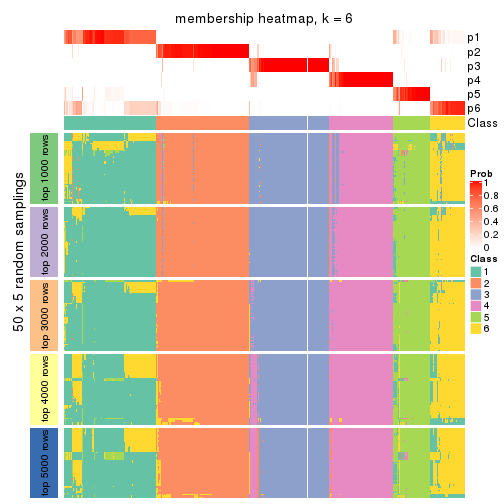 membership heatmap, k = 6
p1
p2
p3
p4
p5
p6
Class
50 x 5 random samplings
top 1000 rows
top 2000 rows
top 3000 rows
top 4000 rows
top 5000 rows
Prob
1
0.8
0.6
0.4
0.2
0
Class
1
2
3
4
5
6